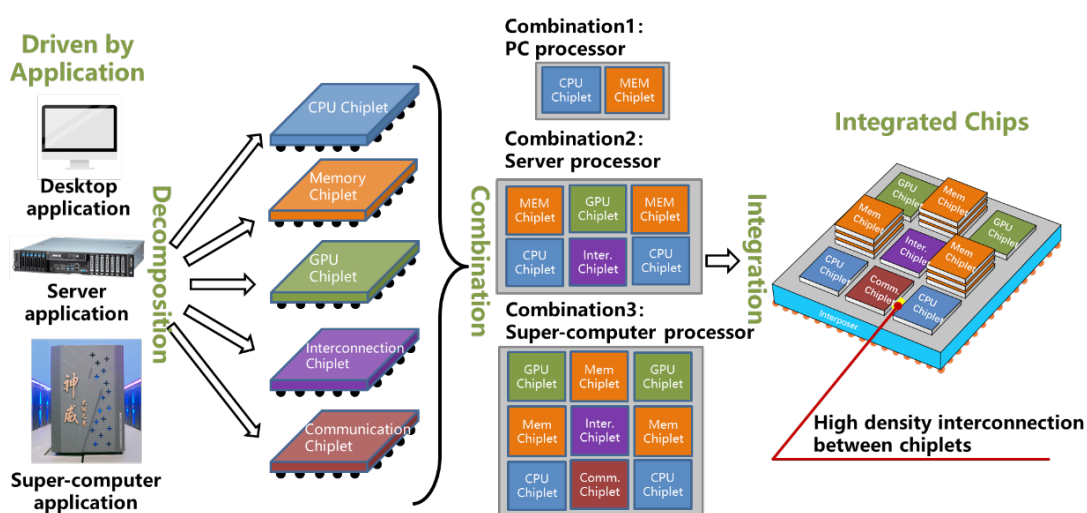 Driven by
Application
Desktop
application
Server
application
神
威
Super-computer
application
Decomposition
CPU Chiplet
Memory
Chiplet
GPU
Chiplet
Interconnection
Chiplet
Communication
Chiplet
Combination
Combination1:
PC processor
CPU
Chiplet
MEM
Chiplet
Combination2:
Server processor
MEM
Chiplet
GPU
Chiplet
MEM
Chiplet
CPU
Chiplet
Inter.
Chiplet
CPU
Chiplet
Combination3:
Super-computer processor
GPU
Chiplet
Mem
Chiplet
GPU
Chiplet
Mem
Chiplet
Inter.
Chiplet
Mem
Chiplet
CPU
Chiplet
Comm.
Chiplet
CPU
Chiplet
Integration
Integrated Chips
GPU
Chiplet
Mem
Chiplet
Mem
Chiplet
Inter.
Chiplet
GPU
Chiplet
CPU
Chiplet
Comm.
Chiplet
Mem
Chiplet
CPU
Chiplet
Interposer
High density interconnection
between chiplets